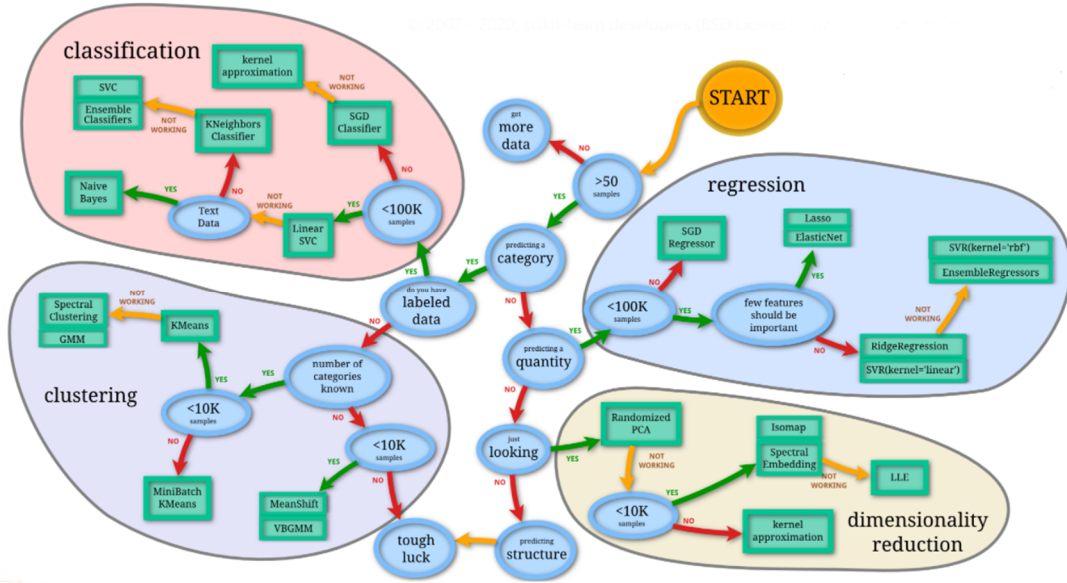 classification
kernel
approximation
NOT
WORKING
SVC
Ensemble
Classifiers
NOT
WORKING
KNeighbors
Classifier
SGD
Classifier
NO
NO
Naive
Bayes
YES
Text
Data
NOT
WORKING
Linear
SVC
YES
<100K
samples
START
get
more
data
NO
>50
samples
YES
predicting a
category
YES
YES
do you have
labeled
data
NO
NO
predicting a
quantity
YES
NO
just
looking
YES
NO
predicting
structure
tough
luck
regression
SGD
Regressor
NO
<100K
samples
YES
Lasso
ElasticNet
YES
few features
should be
important
NO
SVR(kernel='rbf')
EnsembleRegressors
NOT
WORKING
RidgeRegression
SVR(kernel='linear')
clustering
Spectral
Clustering
GMM
NOT
WORKING
KMeans
YES
<10K
samples
YES
number of
categories
known
NO
NO
MiniBatch
KMeans
<10K
samples
YES
NO
MeanShift
VBGMM
Randomized
PCA
NOT
WORKING
<10K
samples
YES
Isomap
Spectral
Embedding
NOT
WORKING
LLE
NO
kernel
approximation
dimensionality
reduction